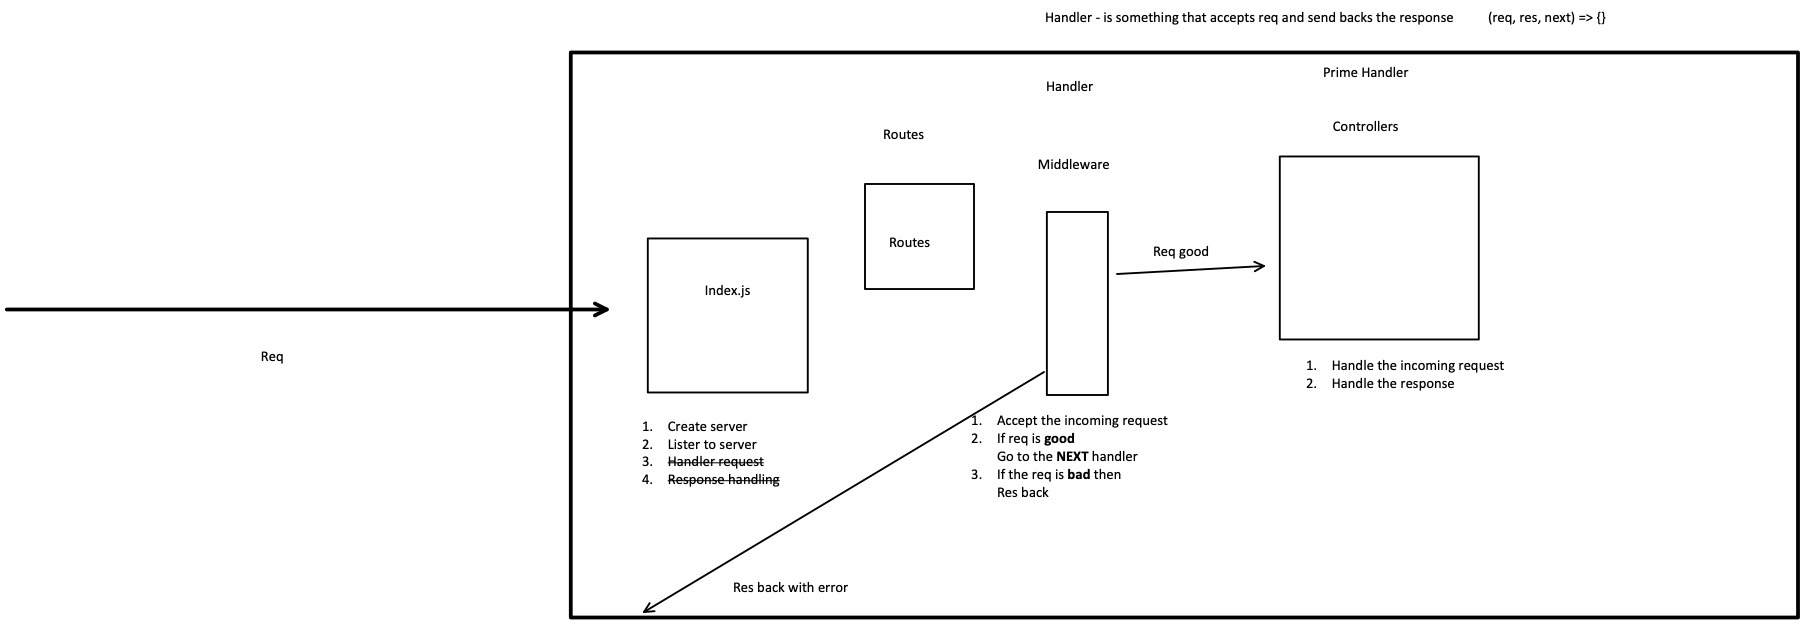 Handler - is something that accepts req and send backs the response (req, res, next) => {}
Prime Handler
Handler
Controllers
Routes
Middleware
Routes
Req good
Index.js
Req
1. Handle the incoming request
2. Handle the response
1. Create server
2. Lister to server
3. Handler request
4. Response handling
1. Accept the incoming request
2. If req is good
Go to the NEXT handler
3. If the req is bad then
Res back
Res back with error